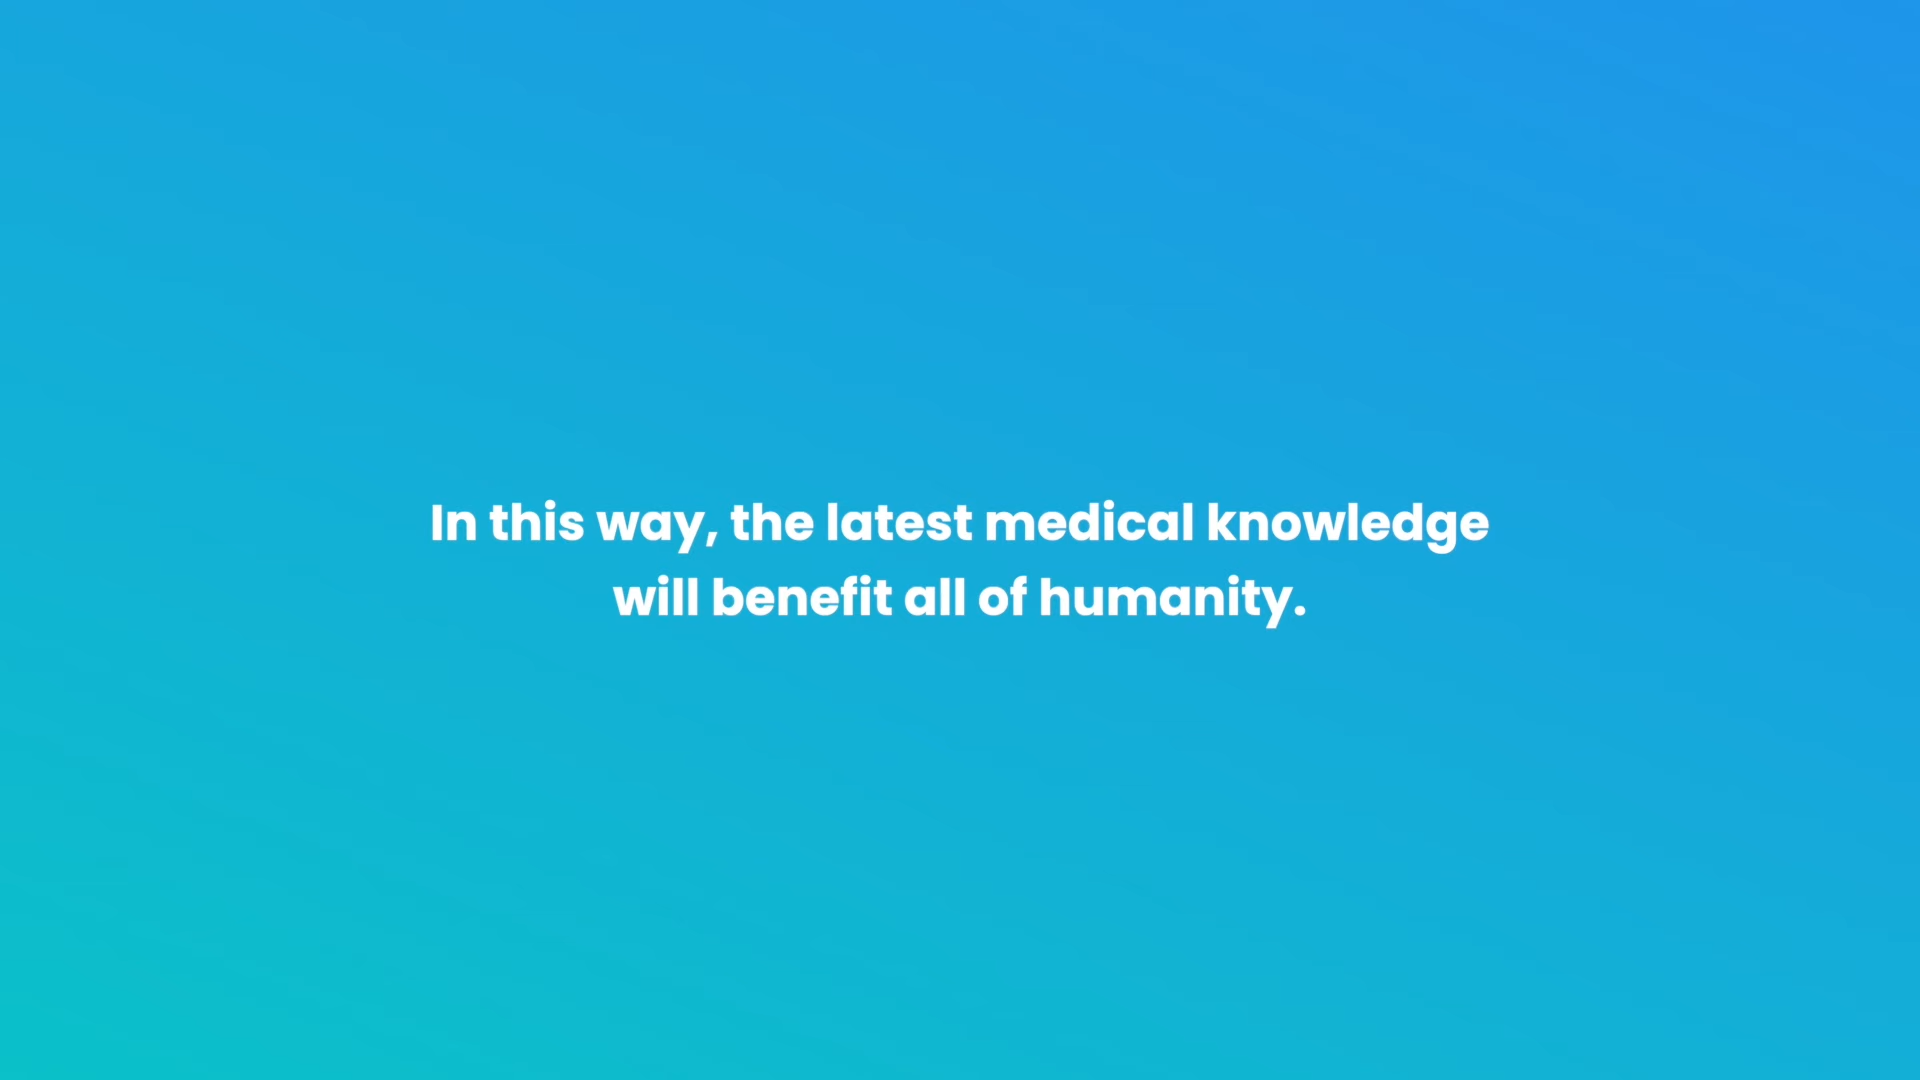 In this way, the latest medical knowledge
will benefit all of humanity.